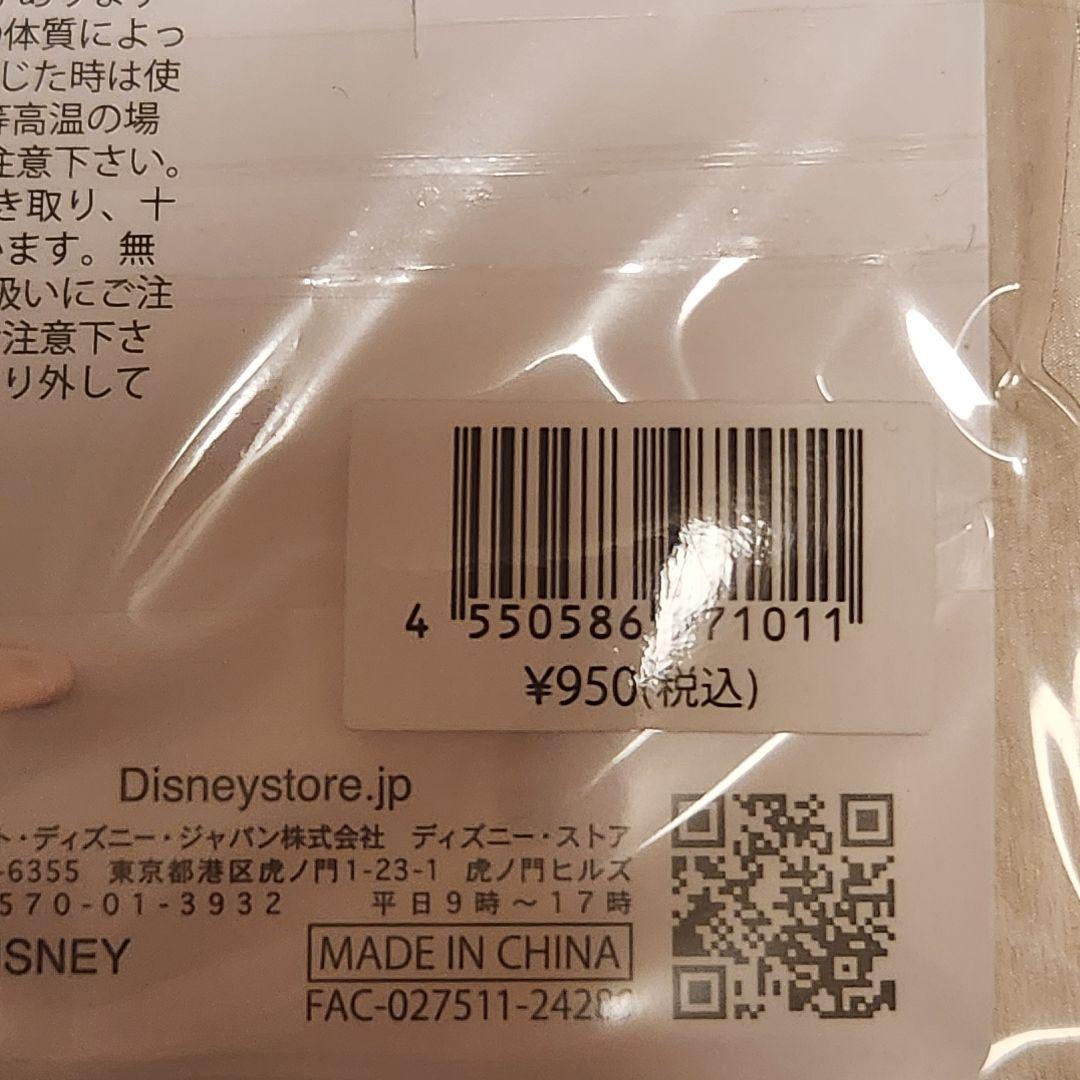 の体質によっ
じた時は使
等高温の場
注意下さい。
き取り、十
います。無
扱いにご注
注意下さ
り外して
4 550586 71011
¥950(税込)
Disneystore.jp
ト・ディズニー・ジャパン株式会社 ディズニー・ストア
-6355 東京都港区虎ノ門1-23-1 虎ノ門ヒルズ
570-01-3932 平日9時～17時
ISNEY
MADE IN CHINA
FAC-027511-2428